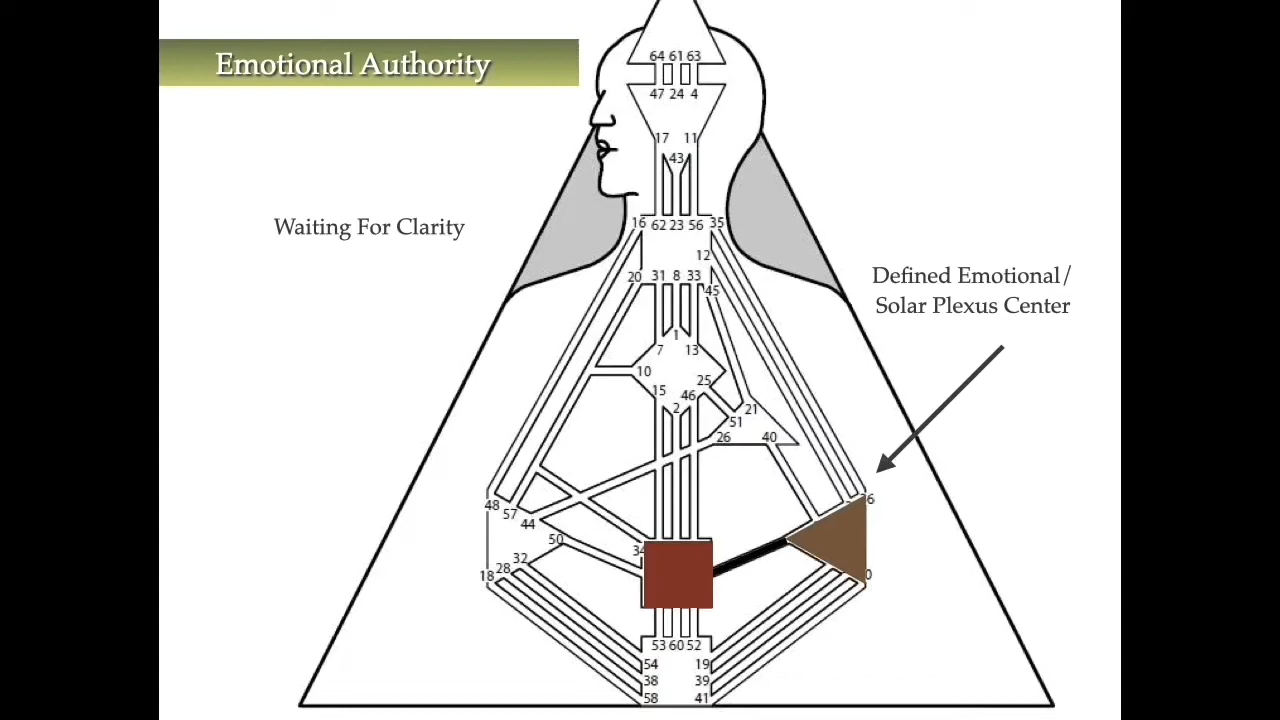 Emotional Authority
64 61 63
47 24 4
17 11
43
Waiting For Clarity
16 62 23 56 35
12
20 31 8 33
45
Defined Emotional/
Solar Plexus Center
1
7 13
10
25
15
46
2
21
51
26 40
48
57
44
50
34
32
28
18
53 60 52
54 19
38 39
58 41